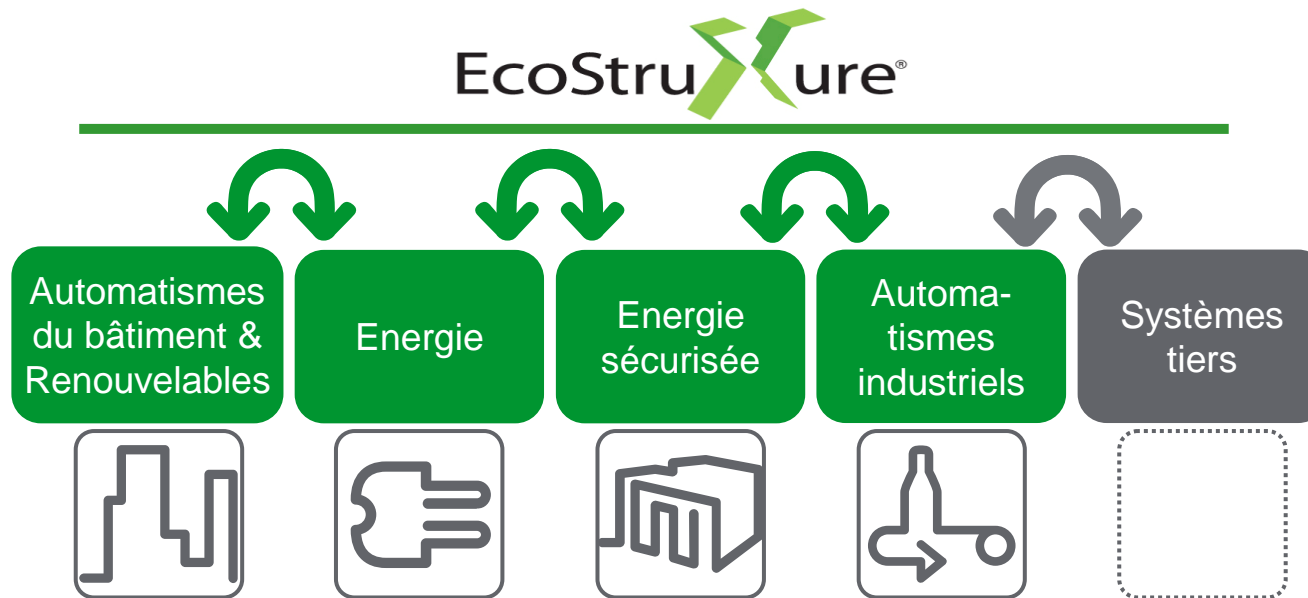 EcoStruXure®
Automatismes
du bâtiment &
Renouvelables
Energie
Energie
sécurisée
Automa-
tismes
industriels
Systèmes
tiers